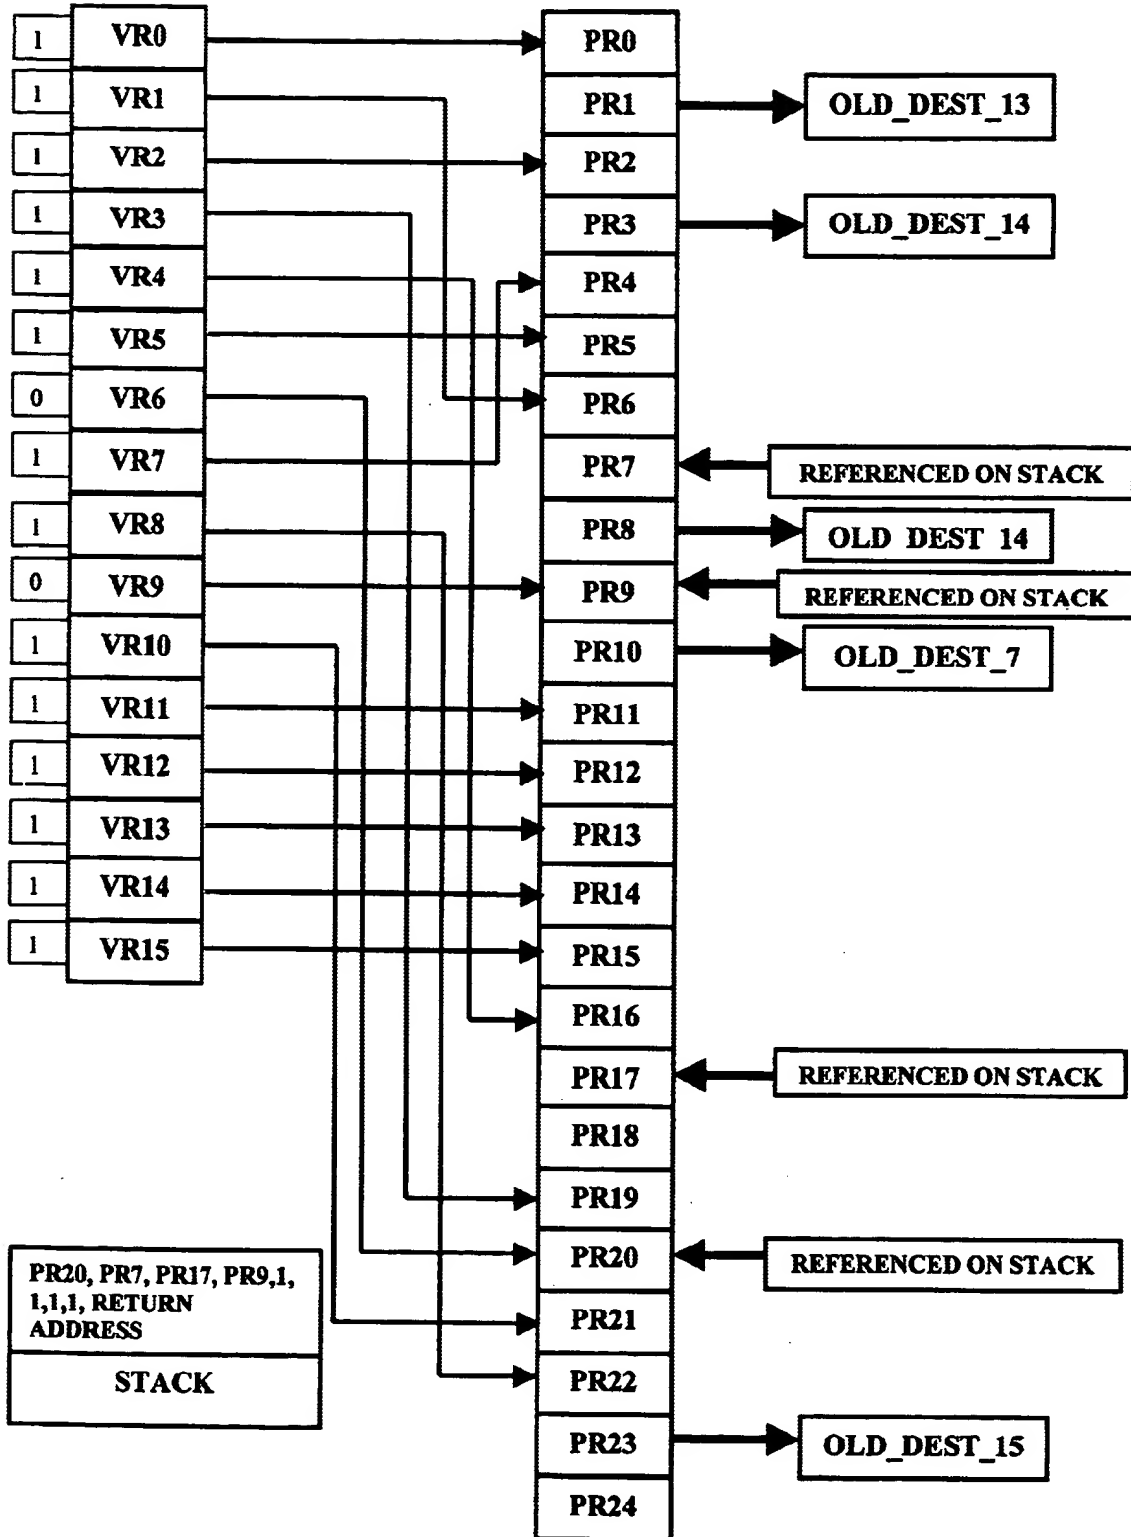 1
VR0
1
VR1
1
VR2
1
VR3
1
VR4
1
VR5
0
VR6
1
VR7
1
VR8
0
VR9
1
VR10
1
VR11
1
VR12
1
VR13
1
VR14
1
VR15
PR0
PR1
PR2
PR3
PR4
PR5
PR6
PR7
PR8
PR9
PR10
PR11
PR12
PR13
PR14
PR15
PR16
PR17
PR18
PR19
PR20
PR21
PR22
PR23
PR24
OLD_DEST_13
OLD_DEST_14
REFERENCED ON STACK
OLD DEST 14
REFERENCED ON STACK
OLD_DEST_7
REFERENCED ON STACK
REFERENCED ON STACK
OLD_DEST_15
PR20, PR7, PR17, PR9,1,
1,1,1, RETURN
ADDRESS
STACK